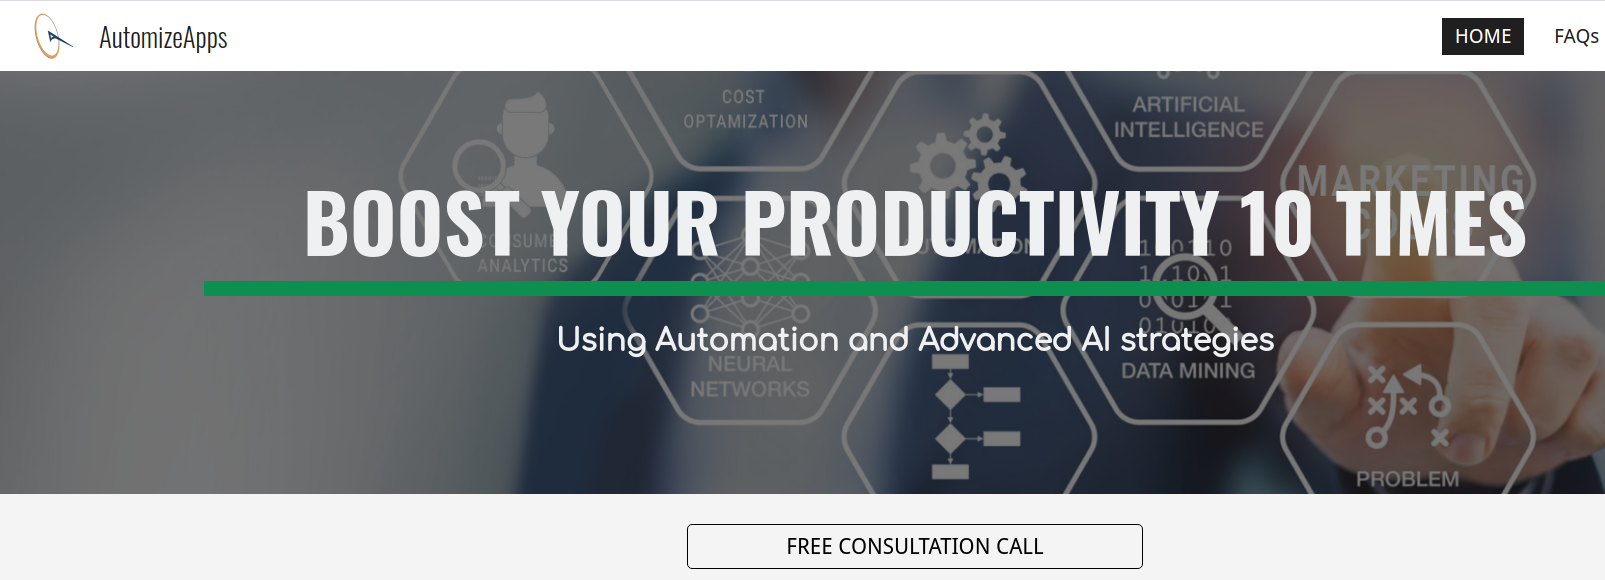 AutomizeApps
HOME
FAQs
COST
OPTAMIZATION
ARTIFICIAL
INTELLIGENCE
MARKETING
BOOST YOUR PRODUCTIVITY 10 TIMES
ANALYTICS
Using Automation and Advanced AI strategies
NEURAL
NETWORKS
DATA MINING
PROBLEM
FREE CONSULTATION CALL